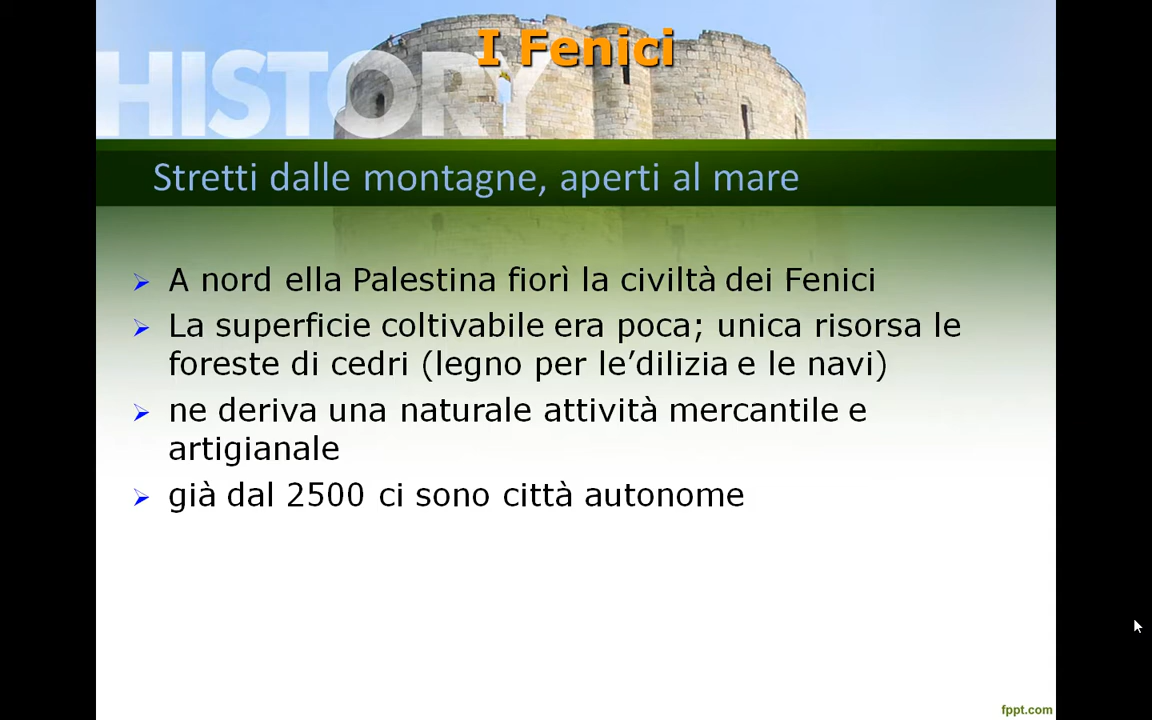 HISTORY
I Fenici
Stretti dalle montagne, aperti al mare
A nord ella Palestina fiorì la civiltà dei Fenici
La superficie coltivabile era poca; unica risorsa le
foreste di cedri (legno per le’dilizia e le navi)
ne deriva una naturale attività mercantile e
artigianale
già dal 2500 ci sono città autonome
fppt.com